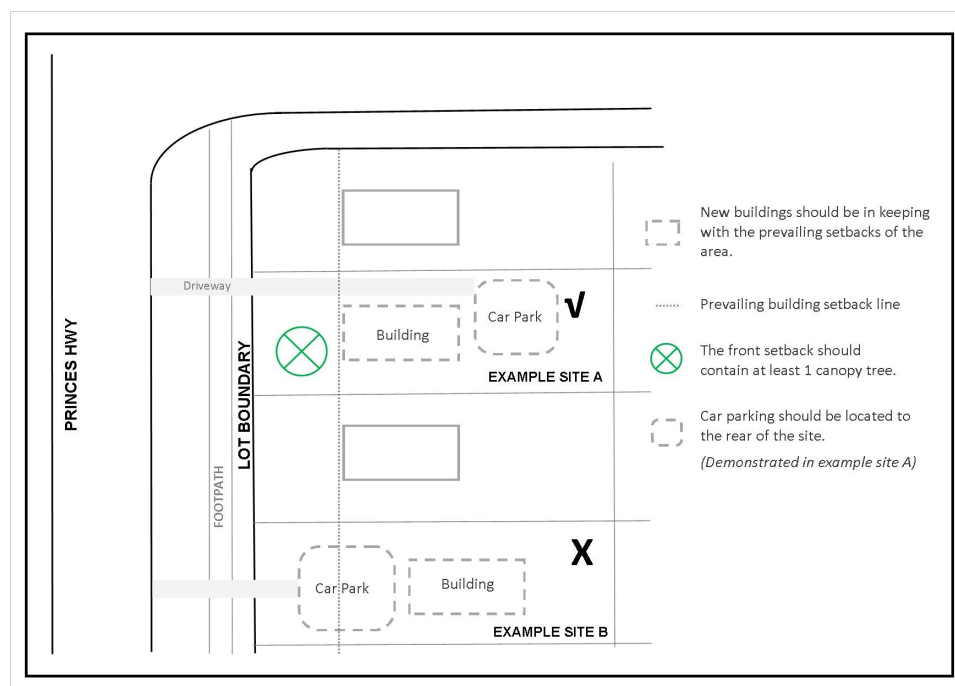 PRINCES HWY
FOOTPATH
LOT BOUNDARY
Driveway
Building
Car Park
√
EXAMPLE SITE A
X
Car Park
Building
EXAMPLE SITE B
New buildings should be in keeping
with the prevailing setbacks of the
area.
Prevailing building setback line
The front setback should
contain at least 1 canopy tree.
Car parking should be located to
the rear of the site.
(Demonstrated in example site A)